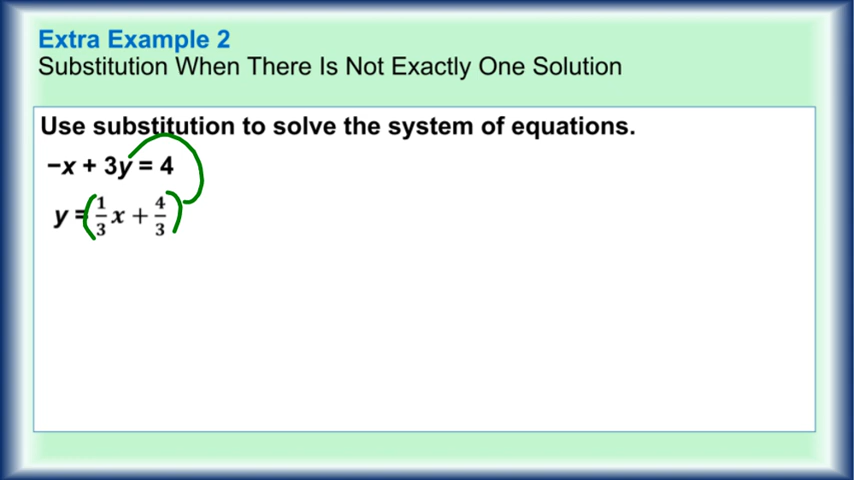 Extra Example 2
Substitution When There Is Not Exactly One Solution
Use substitution to solve the system of equations.
−x + 3y = 4
y = (1/3 x + 4/3)